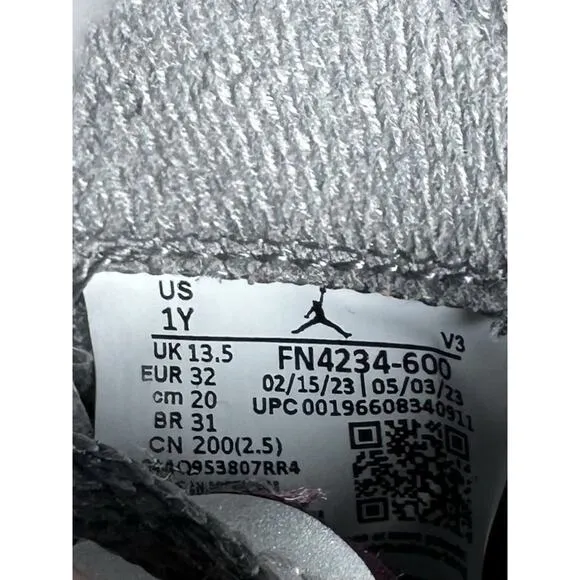 US
1Y
V3
UK 13.5
FN4234-600
EUR 32
02/15/23 05/03/23
cm 20
UPC 00196608340911
BR 31
CN 200(2.5)